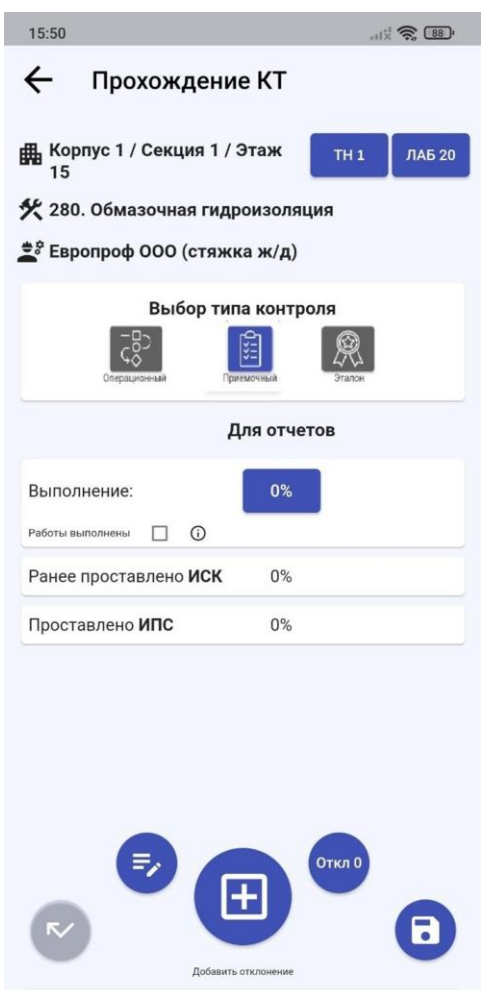 15:50
88
Прохождение КТ
Корпус 1 / Секция 1 / Этаж
15
ТН 1
ЛАБ 20
280. Обмазочная гидроизоляция
Европроф ООО (стяжка ж/д)
Выбор типа контроля
Операционный
Приемочный
Эталон
Для отчетов
Выполнение:
0%
Работы выполнены
Ранее проставлено ИСК
0%
Проставлено ИПС
0%
Откл 0
Добавить отклонение